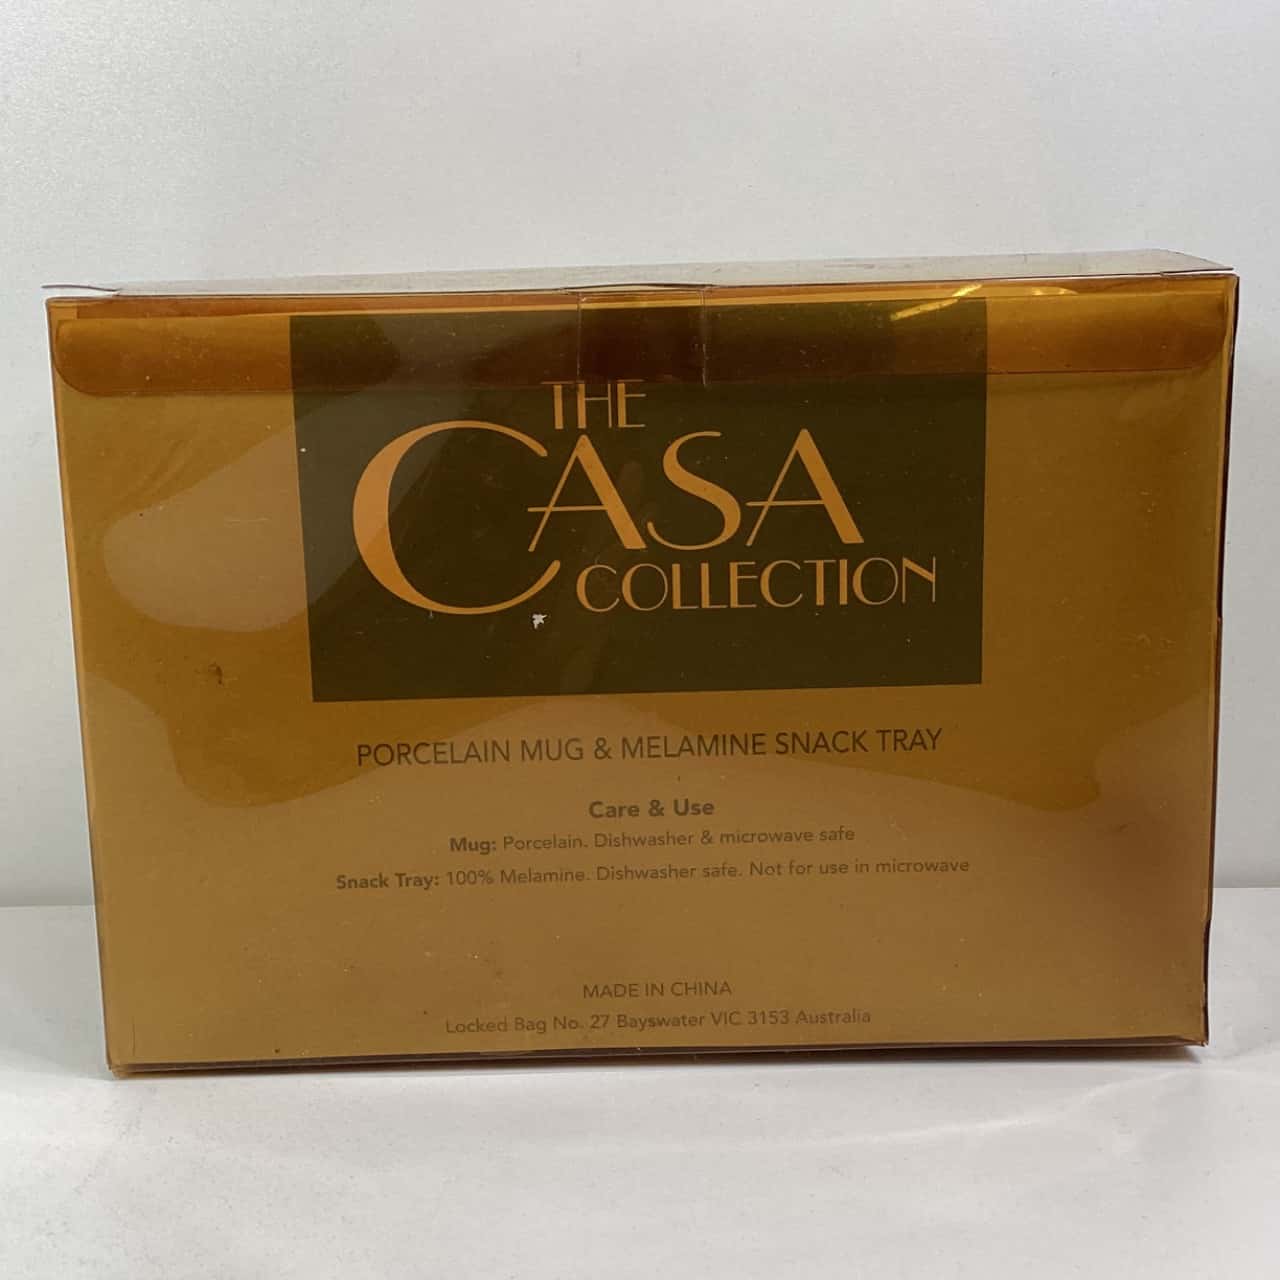 THE
CASA
COLLECTION
PORCELAIN MUG & MELAMINE SNACK TRAY
Care & Use
Mug: Porcelain. Dishwasher & microwave safe
Snack Tray: 100% Melamine. Dishwasher safe. Not for use in microwave
MADE IN CHINA
Locked Bag No. 27 Bayswater VIC 3153 Australia